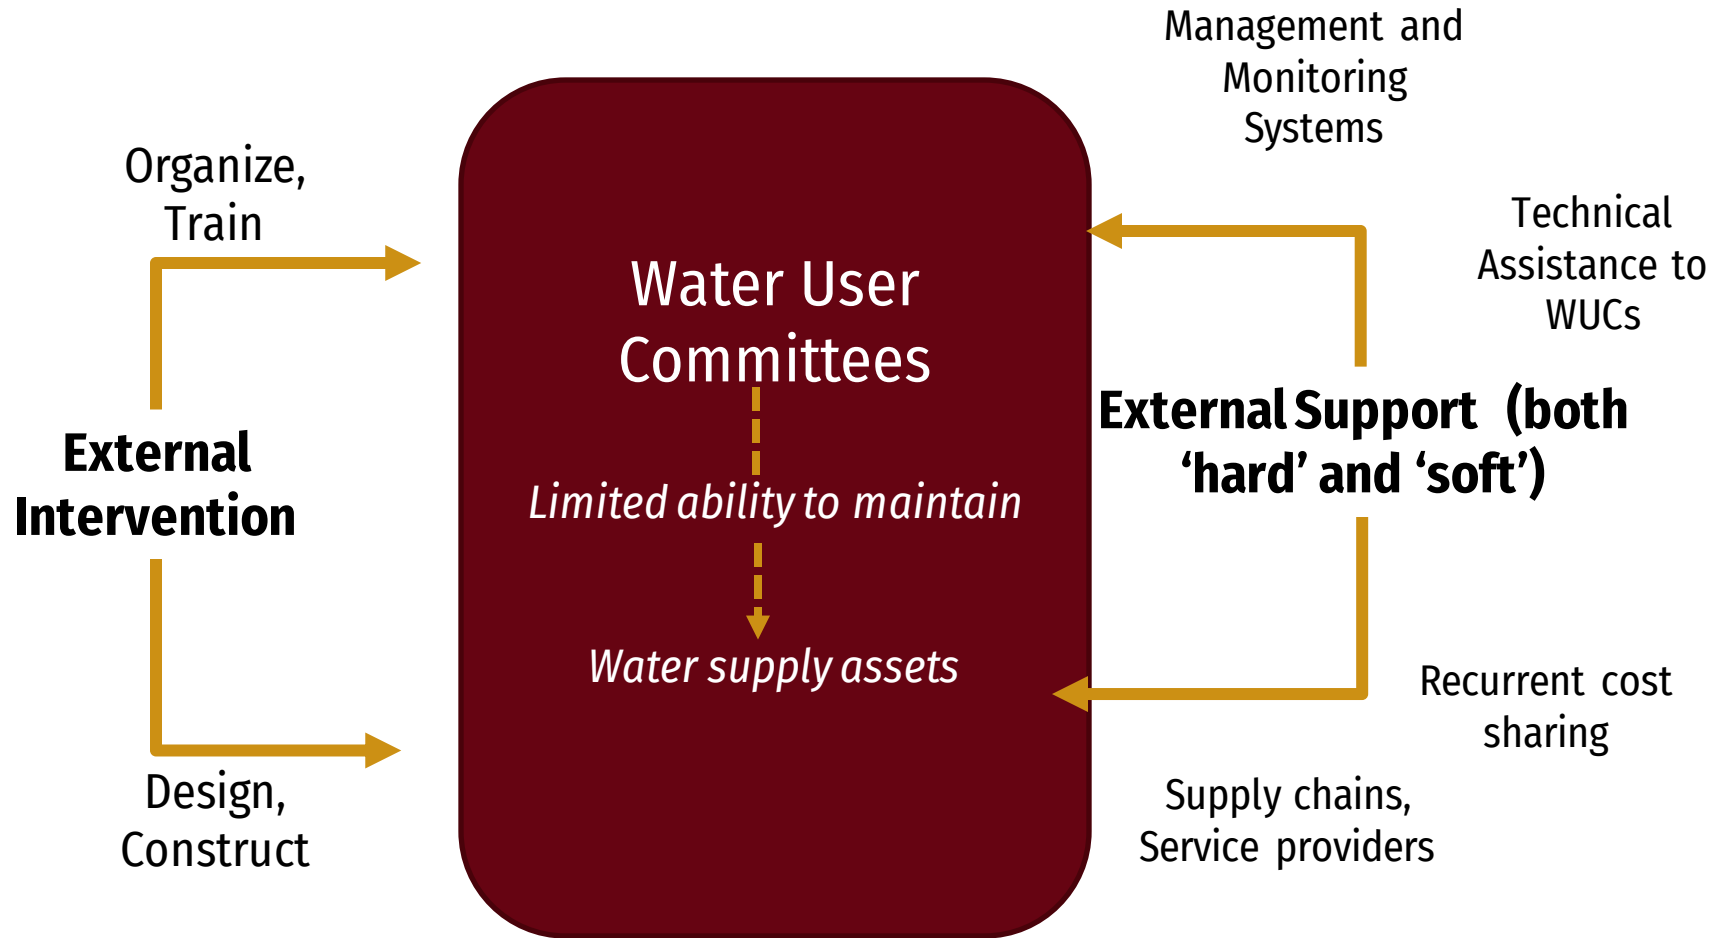 Organize,
Train
External
Intervention
Design,
Construct
Water User
Committees
Limited ability to maintain
Water supply assets
Management and
Monitoring
Systems
Technical
Assistance to
WUCs
External Support (both
‘hard’ and ‘soft’)
Recurrent cost
sharing
Supply chains,
Service providers